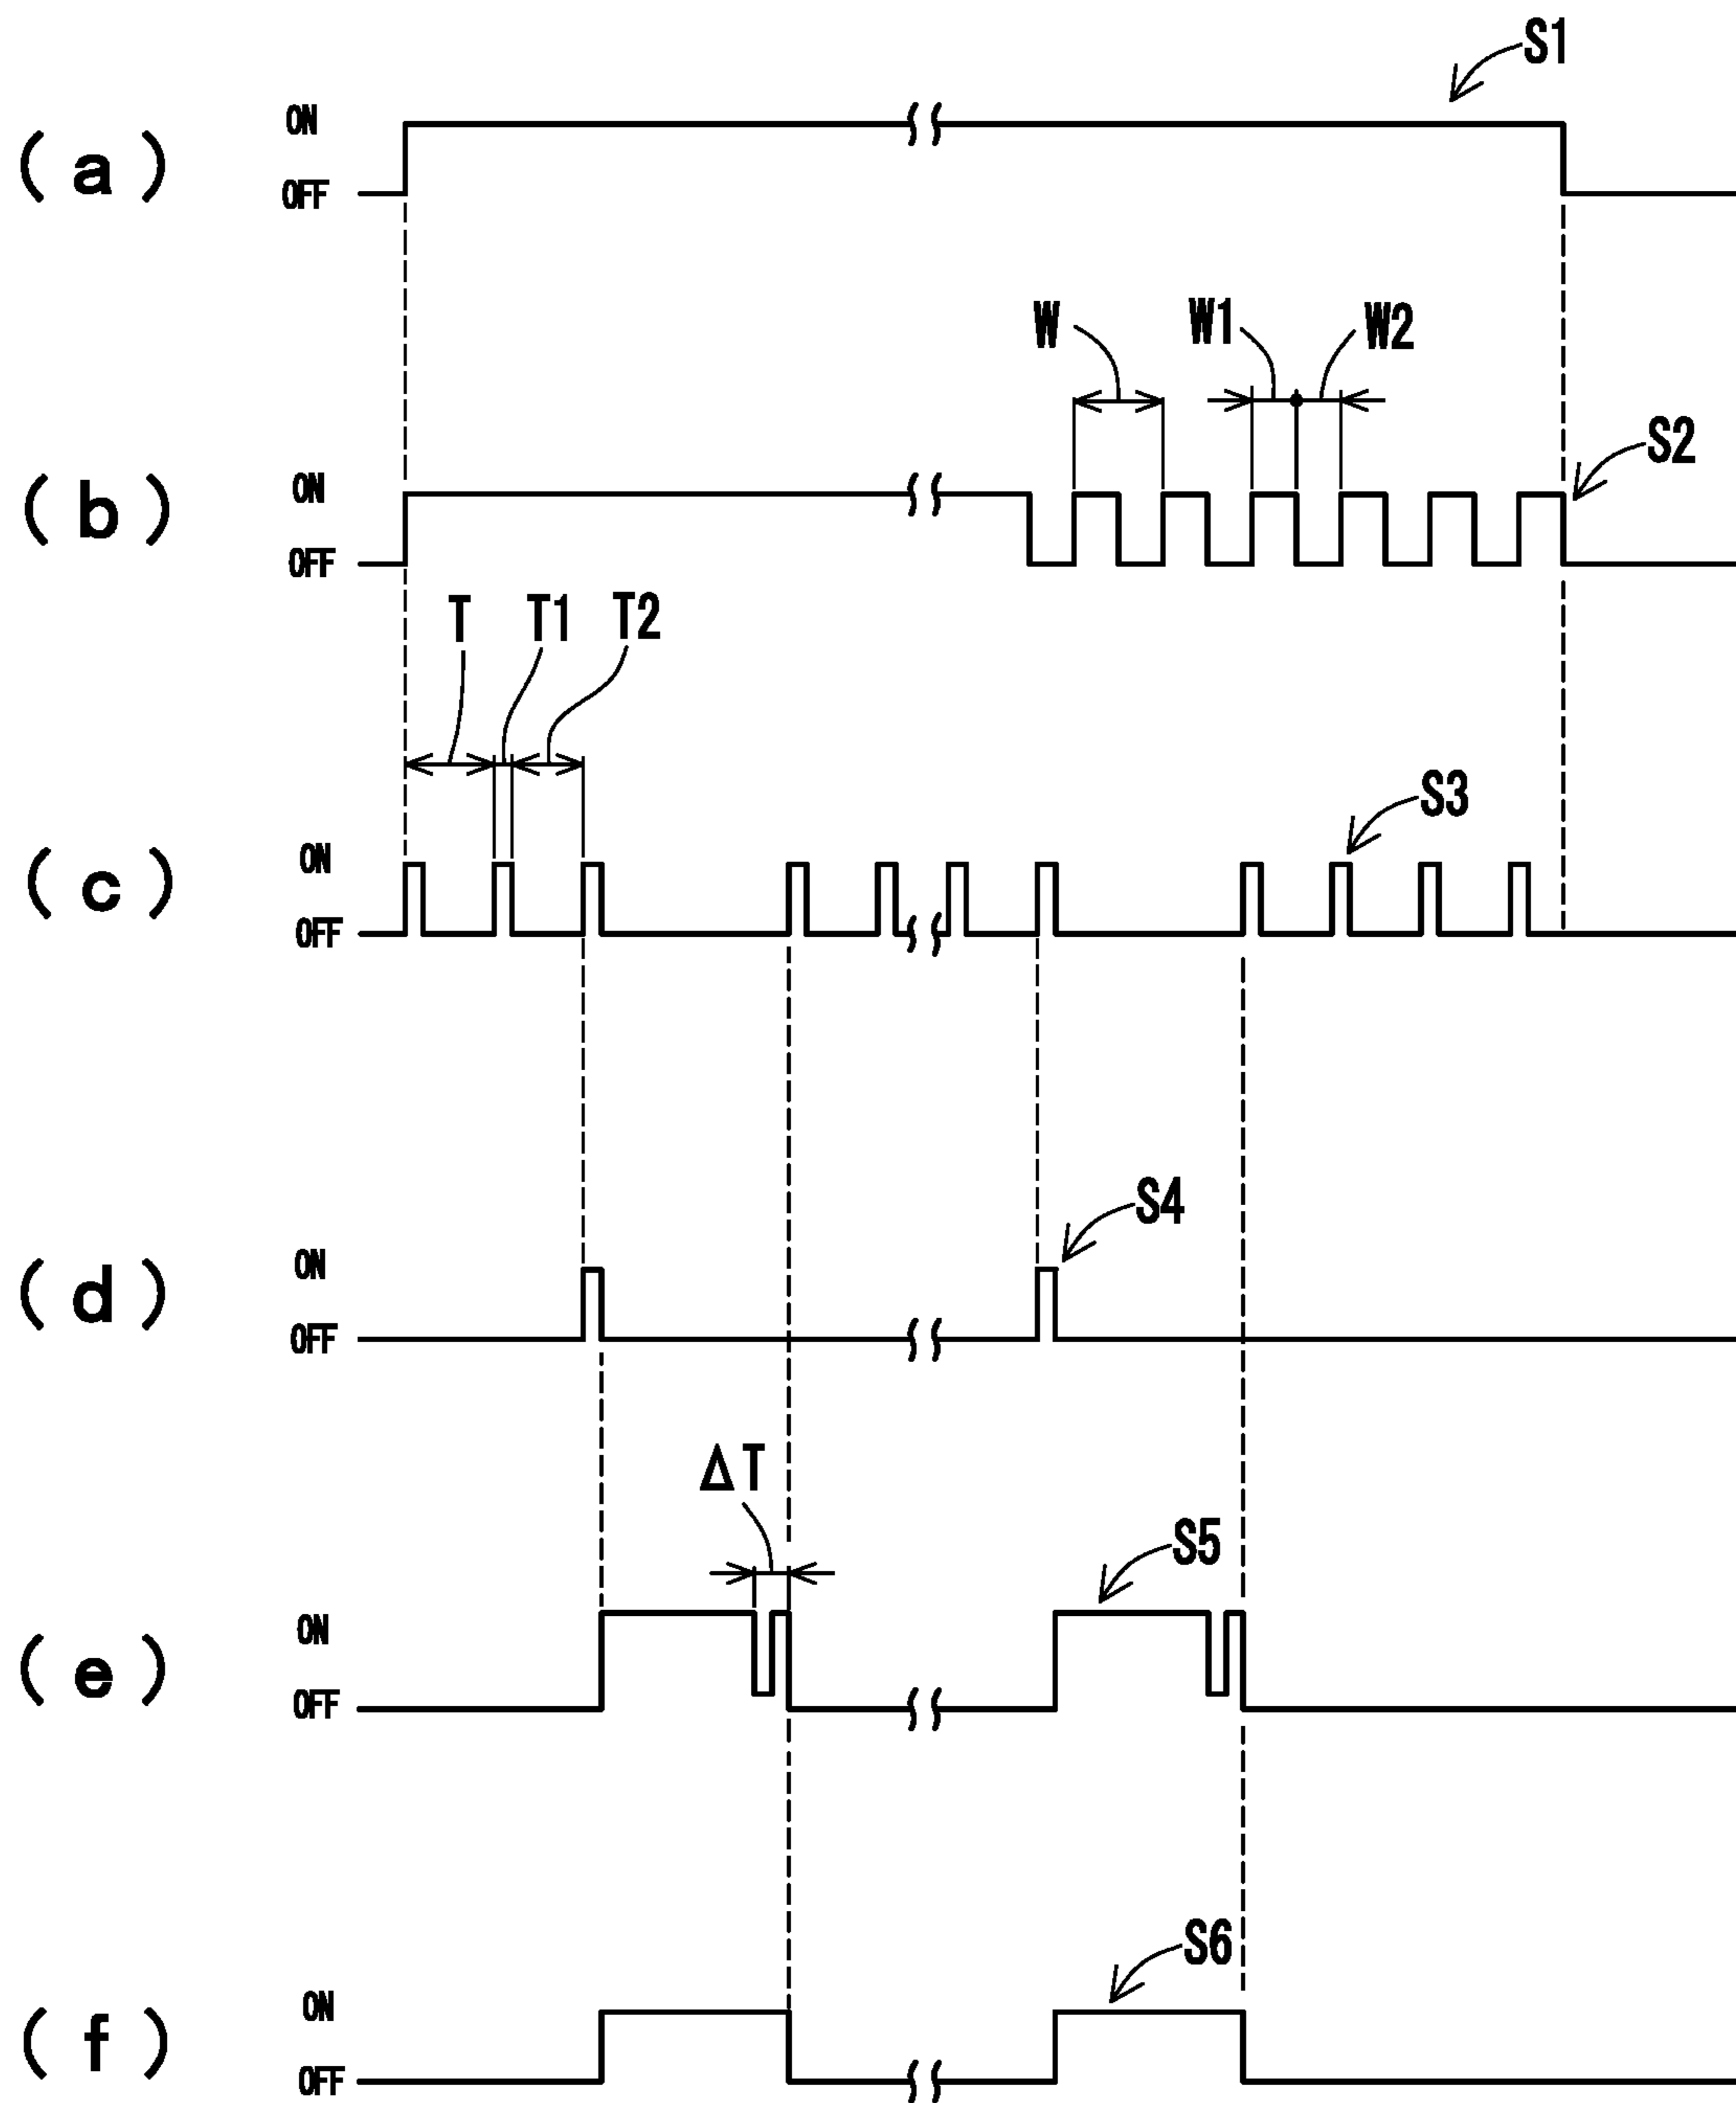 S1
ON
( a )
OFF
W W1 W2
S2
ON
( b )
OFF
T T1 T2
S3
ON
( c )
OFF
S4
ON
( d )
OFF
ΔT
S5
ON
( e )
OFF
S6
ON
( f )
OFF